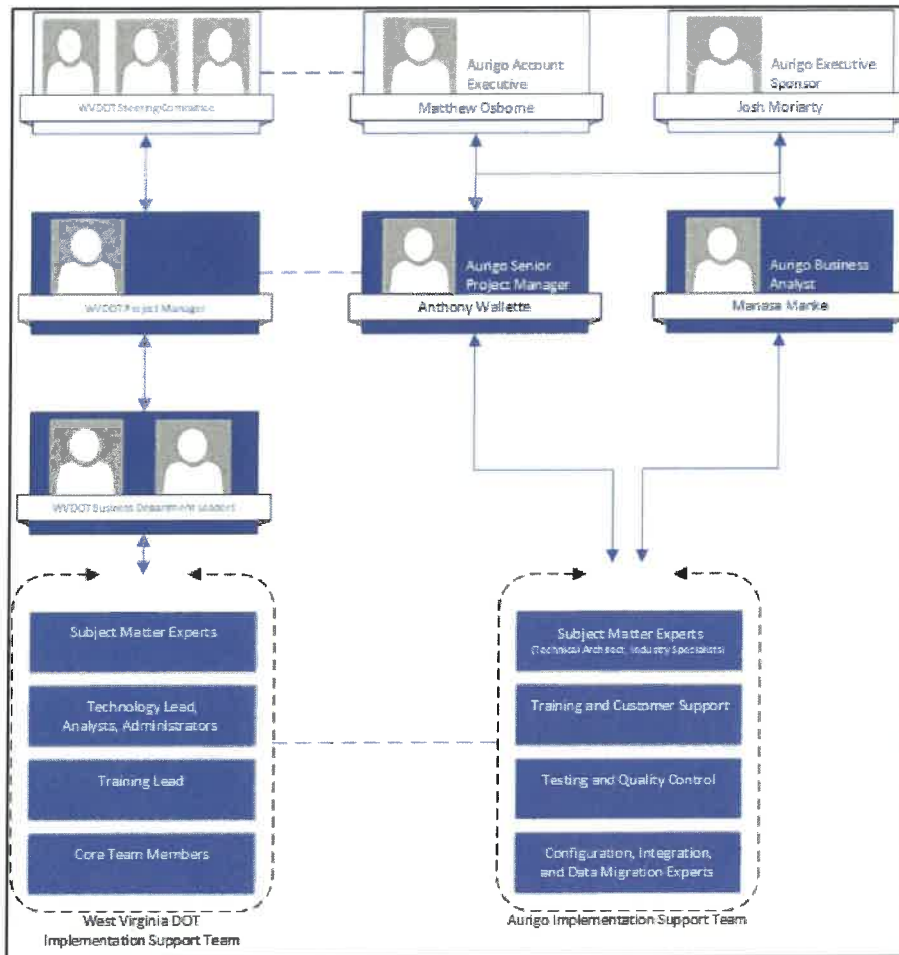 WVDOT Steering Committee
Aurigo Account
Executive
Matthew Osborne
Aurigo Executive
Sponsor
Josh Moriarty
WVDOT Project Manager
Aurigo Senior
Project Manager
Anthony Wallette
Aurigo Business
Analyst
Manasa Manke
WVDOT Business Department Leaders
Subject Matter Experts
Technology Lead,
Analysts, Administrators
Training Lead
Core Team Members
West Virginia DOT
Implementation Support Team
Subject Matter Experts
(Technical Architect, Industry Specialists)
Training and Customer Support
Testing and Quality Control
Configuration, Integration,
and Data Migration Experts
Aurigo Implementation Support Team